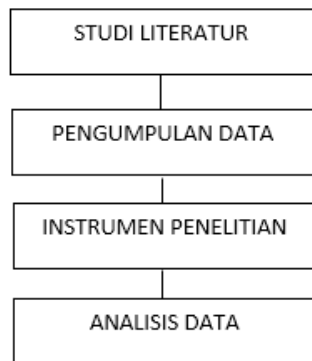 STUDI LITERATUR
PENGUMPULAN DATA
INSTRUMEN PENELITIAN
ANALISIS DATA